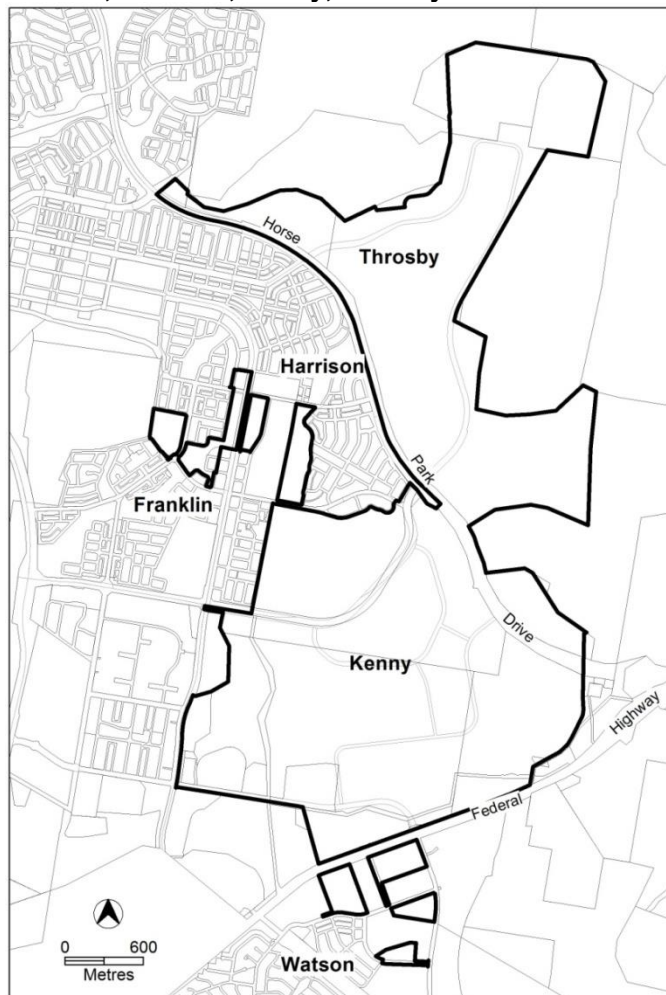 Horse
Throsby
Harrison
Park
Franklin
Drive
Kenny
Highway
Federal
0 600
Metres
Watson